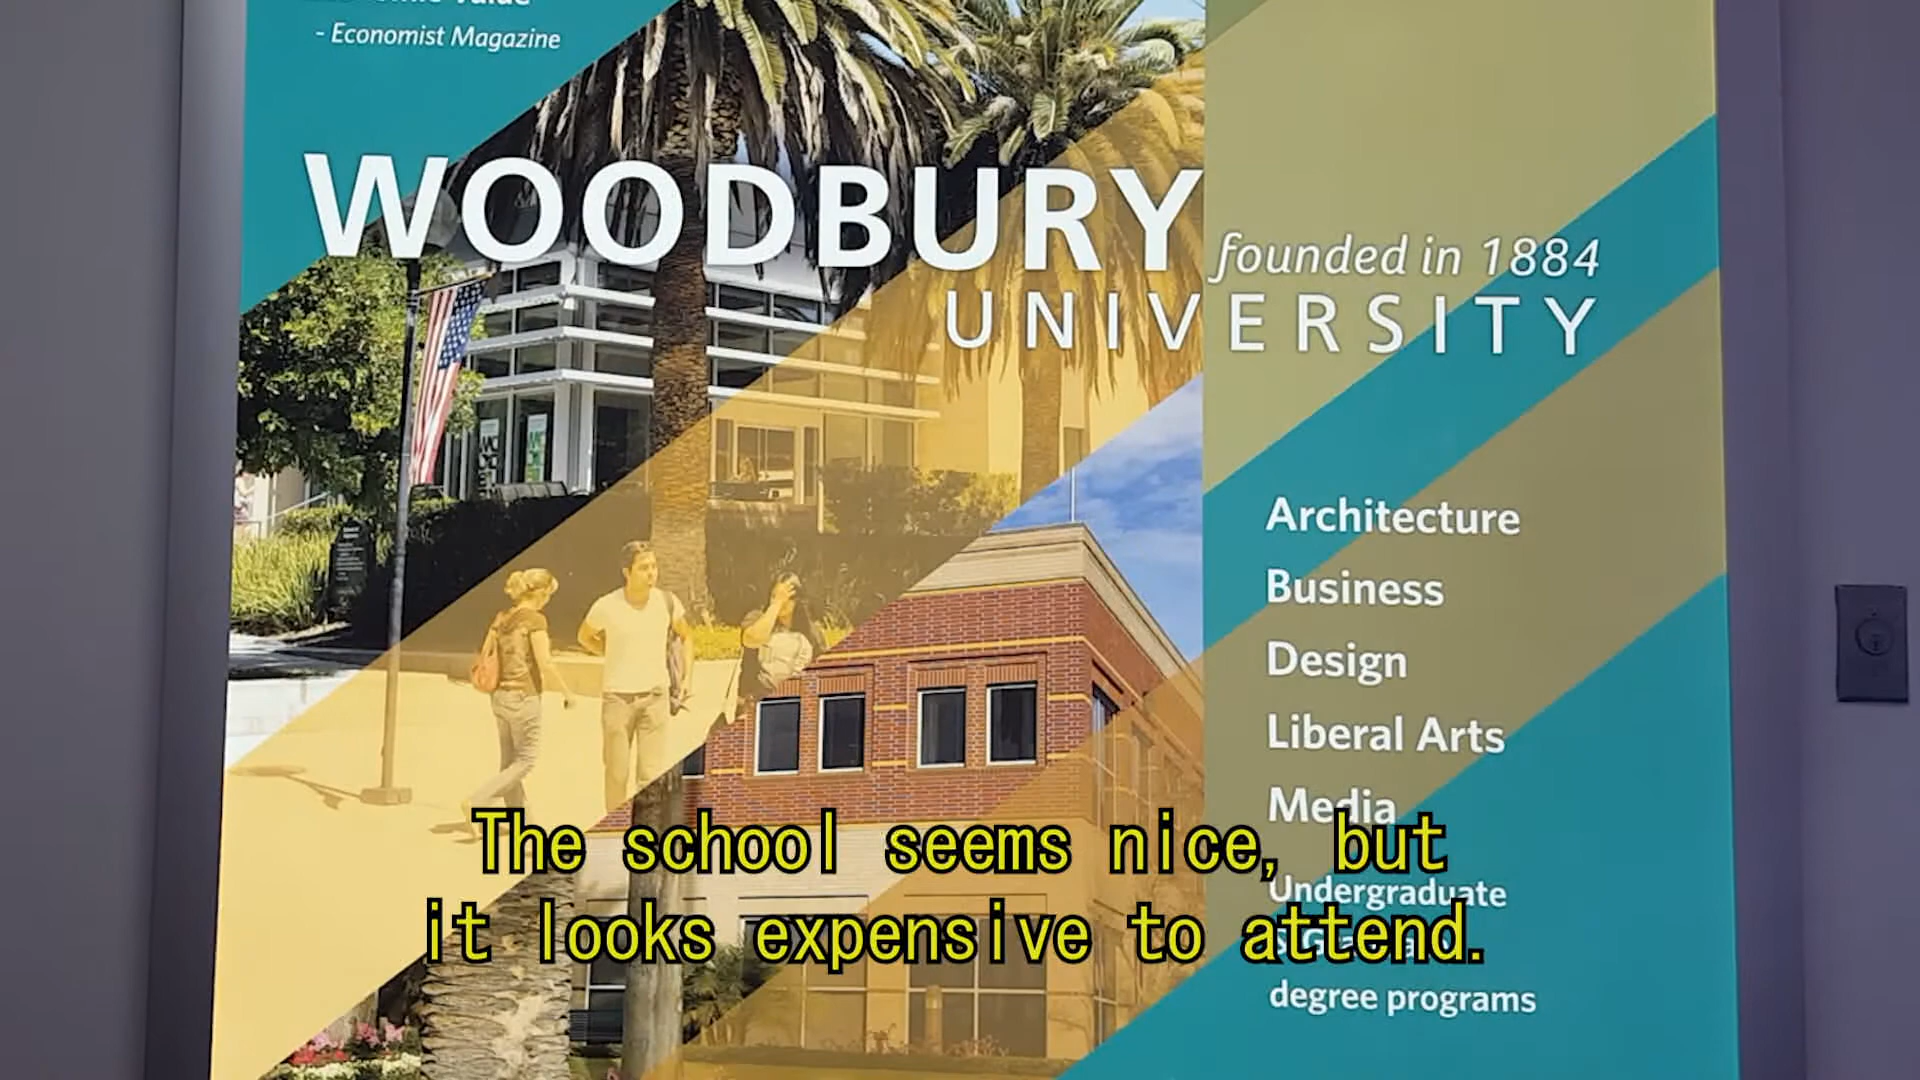 - Economist Magazine
WOODBURY
founded in 1884
UNIVERSITY
Architecture
Business
Design
Liberal Arts
Media
Undergraduate
degree programs
The school seems nice, but
it looks expensive to attend.